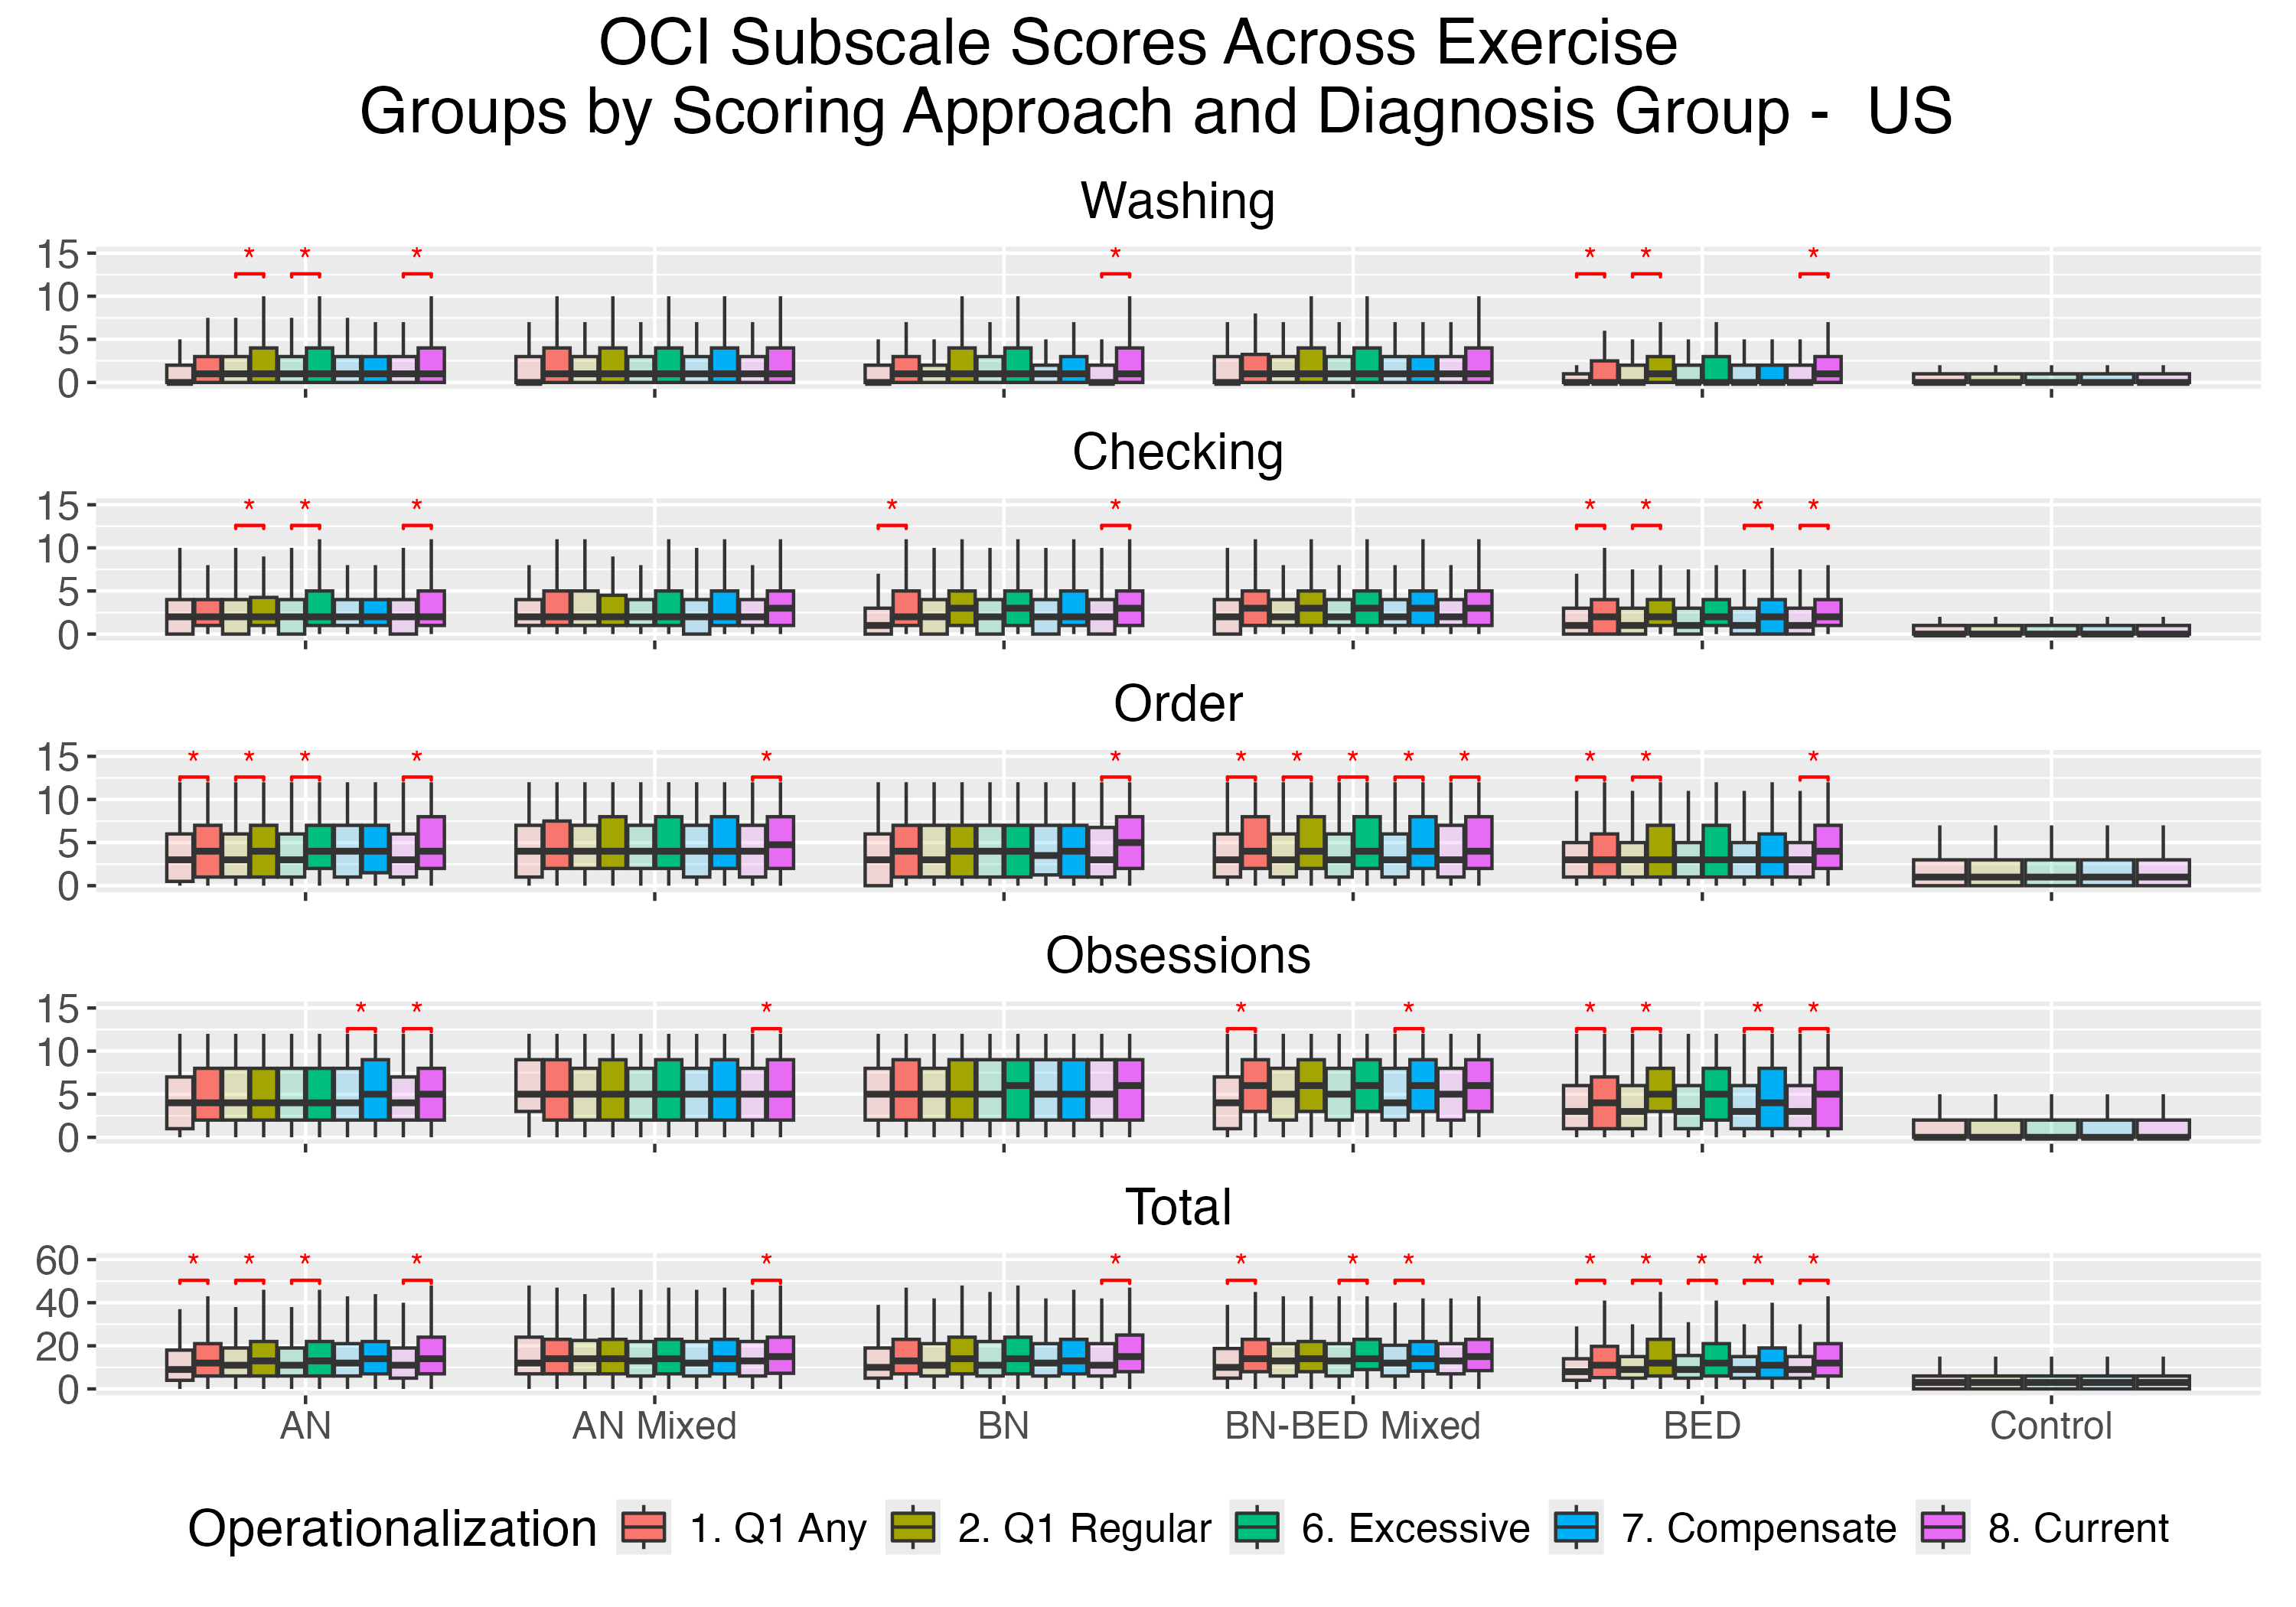 OCI Subscale Scores Across Exercise
Groups by Scoring Approach and Diagnosis Group -  US
Washing
15
* * * * * * *
10
5
0
Checking
15
* * * * * * * * *
10
5
0
Order
15
* * * * * * * * * * * * * *
10
5
0
Obsessions
15
* * * * * * * * *
10
5
0
Total
60
* * * * * * * * * * * * * *
40
20
0
AN AN Mixed BN BN-BED Mixed BED Control
Operationalization 1. Q1 Any 2. Q1 Regular 6. Excessive 7. Compensate 8. Current